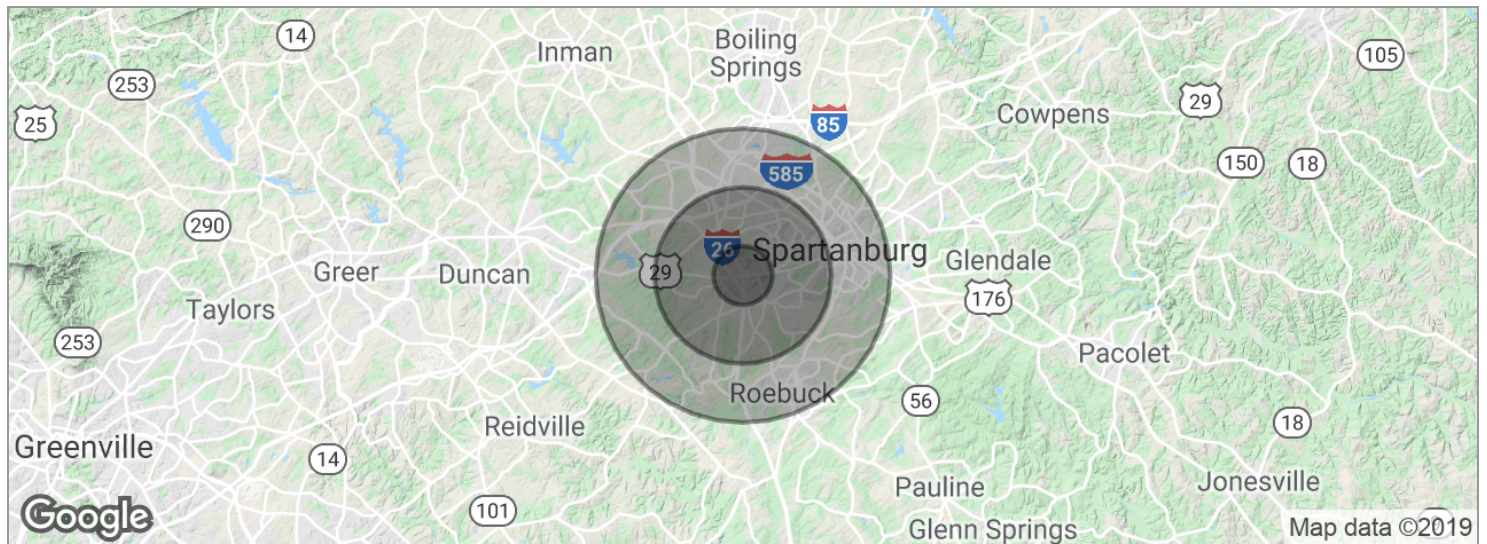 14
Inman
Boiling
Springs
105
253
29
25
85
Cowpens
150
18
585
290
26
Spartanburg
Glendale
Greer
Duncan
29
176
Taylors
253
Pacolet
Roebuck
56
Reidville
18
Greenville
14
Jonesville
Pauline
101
Google
Glenn Springs
Map data ©2019